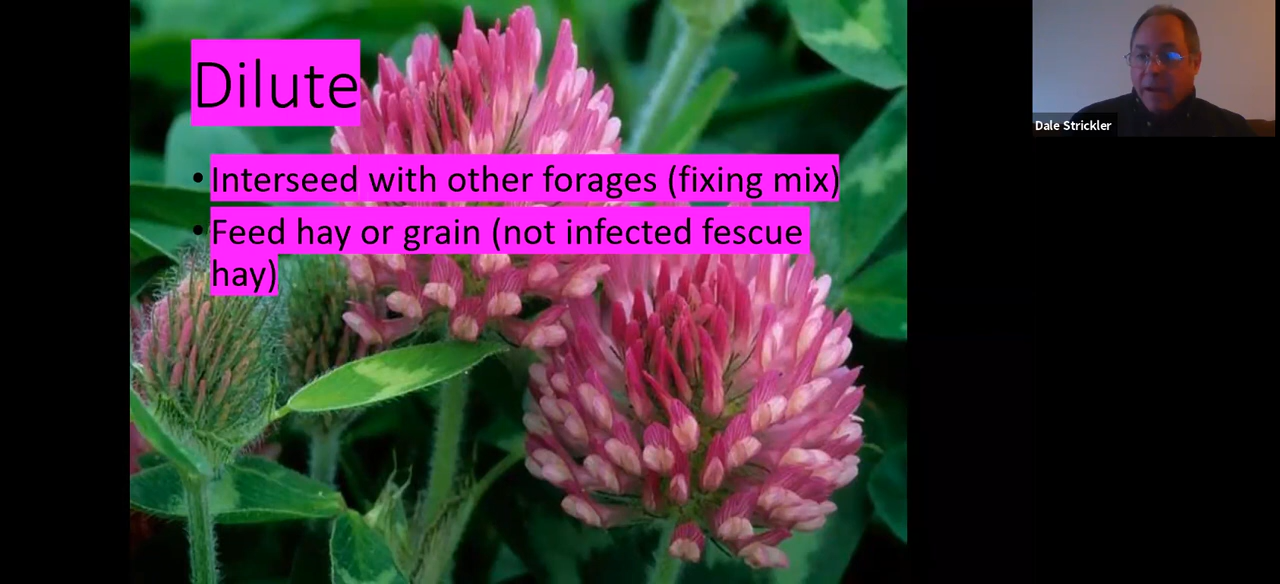 Dilute
• Interseed with other forages (fixing mix)
• Feed hay or grain (not infected fescue
hay)
Dale Strickler